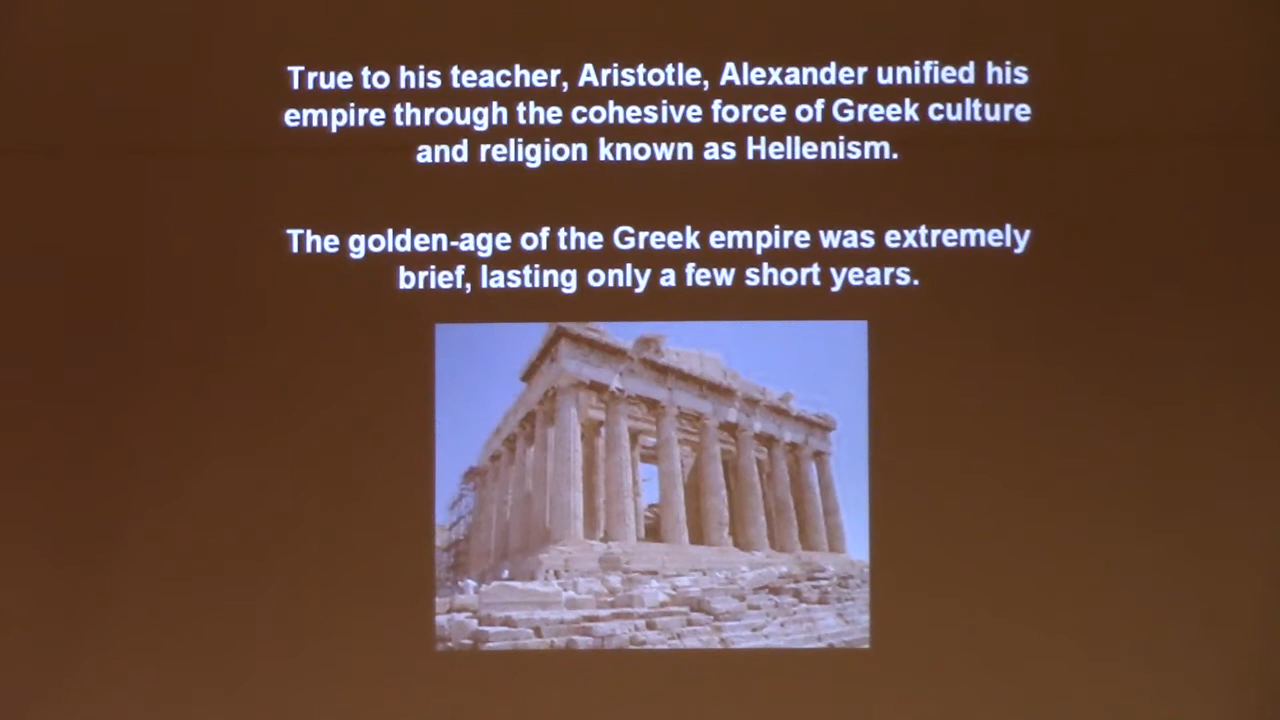 True to his teacher, Aristotle, Alexander unified his
empire through the cohesive force of Greek culture
and religion known as Hellenism.
The golden-age of the Greek empire was extremely
brief, lasting only a few short years.